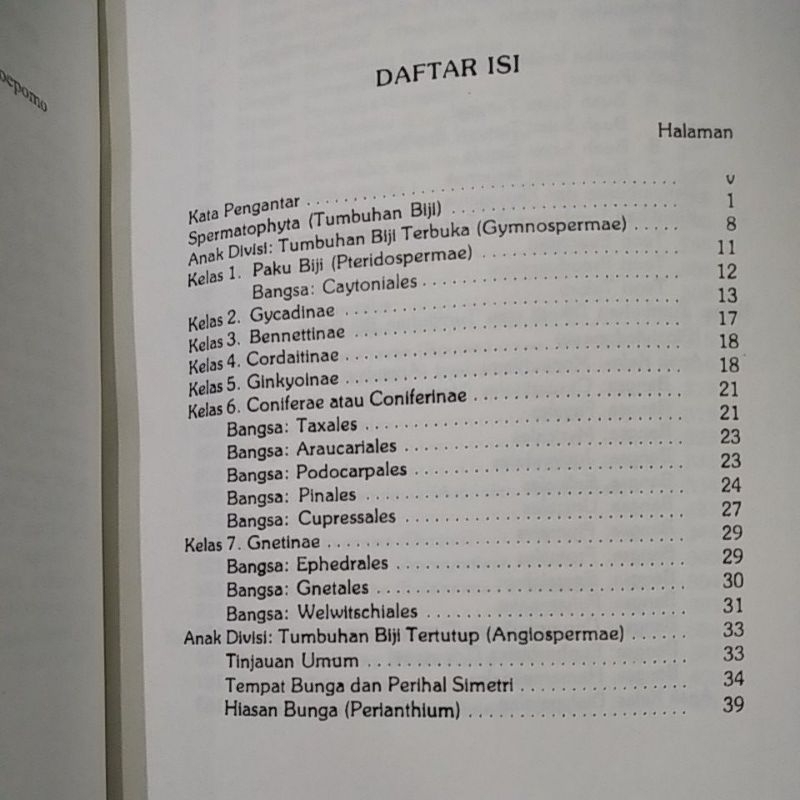 oepomo
DAFTAR ISI
Halaman
Kata Pengantar . . . . . . . . . . . . . . . . . . . . v
Spermatophyta (Tumbuhan Biji) . . . . . . . . . . . . . . . . . . . . 1
Anak Divisi: Tumbuhan Biji Terbuka (Gymnospermae) . . . . . 8
Kelas 1. Paku Biji (Pteridospermae) . . . . . . . . . . . . . . . . . . . . 11
Bangsa: Caytoniales . . . . . . . . . . . . . . . . . . . . 12
Kelas 2. Gycadinae . . . . . . . . . . . . . . . . . . . . 13
Kelas 3. Bennettinae . . . . . . . . . . . . . . . . . . . . 17
Kelas 4. Cordaitinae . . . . . . . . . . . . . . . . . . . . 18
Kelas 5. Ginkyoinae . . . . . . . . . . . . . . . . . . . . 18
Kelas 6. Coniferae atau Coniferinae . . . . . . . . . . . . . . . . . . . . 21
Bangsa: Taxales . . . . . . . . . . . . . . . . . . . . 21
Bangsa: Araucariales . . . . . . . . . . . . . . . . . . . . 23
Bangsa: Podocarpales . . . . . . . . . . . . . . . . . . . . 23
Bangsa: Pinales . . . . . . . . . . . . . . . . . . . . 24
Bangsa: Cupressales . . . . . . . . . . . . . . . . . . . . 27
Kelas 7. Gnetinae . . . . . . . . . . . . . . . . . . . . 29
Bangsa: Ephedrales . . . . . . . . . . . . . . . . . . . . 29
Bangsa: Gnetales . . . . . . . . . . . . . . . . . . . . 30
Bangsa: Welwitschiales . . . . . . . . . . . . . . . . . . . . 31
Anak Divisi: Tumbuhan Biji Tertutup (Angiospermae) . . . . . . 33
Tinjauan Umum . . . . . . . . . . . . . . . . . . . . 33
Tempat Bunga dan Perihal Simetri . . . . . . . . . . . . . . . . 34
Hiasan Bunga (Perianthium) . . . . . . . . . . . . . . . . . . . . 39